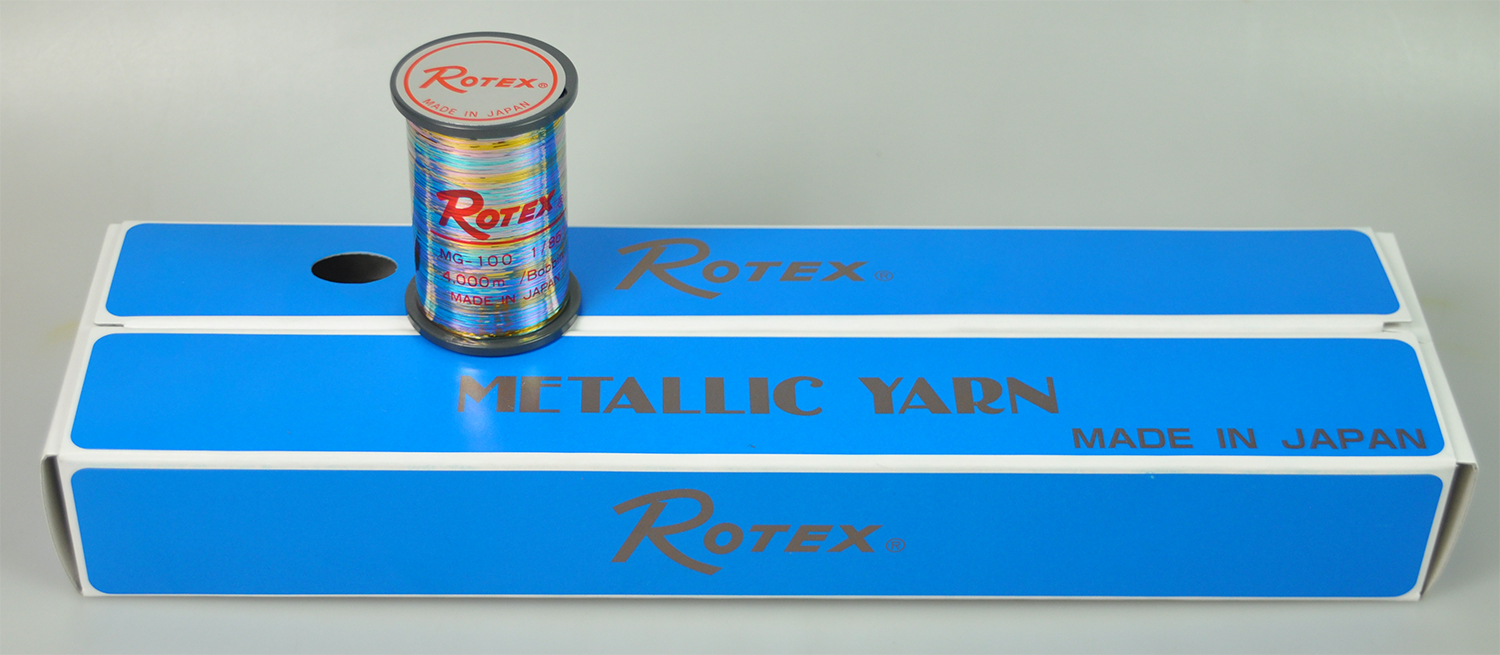 ROTEX®
MADE IN JAPAN
ROTEX
MG-100
4,000m
MADE IN JAPAN
ROTEX®
METALLIC YARN
MADE IN JAPAN
ROTEX®